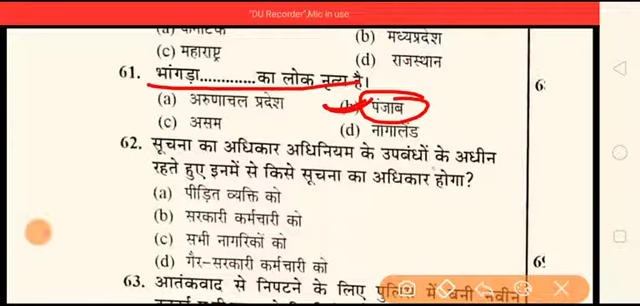 "DU Recorder",Mic in use
(b) मध्यप्रदेश
(c) महाराष्ट्र (d) राजस्थान
61. भांगड़ा.............का लोक नृत्य है।
(a) अरुणाचल प्रदेश (b) पंजाब
(c) असम (d) नागालैंड
62. सूचना का अधिकार अधिनियम के उपबंधों के अधीन
रहते हुए इनमें से किसे सूचना का अधिकार होगा?
(a) पीड़ित व्यक्ति को
(b) सरकारी कर्मचारी को
(c) सभी नागरिकों को
(d) गैर-सरकारी कर्मचारी को
63. आतंकवाद से निपटने के लिए पुलिस में बनी नवीन